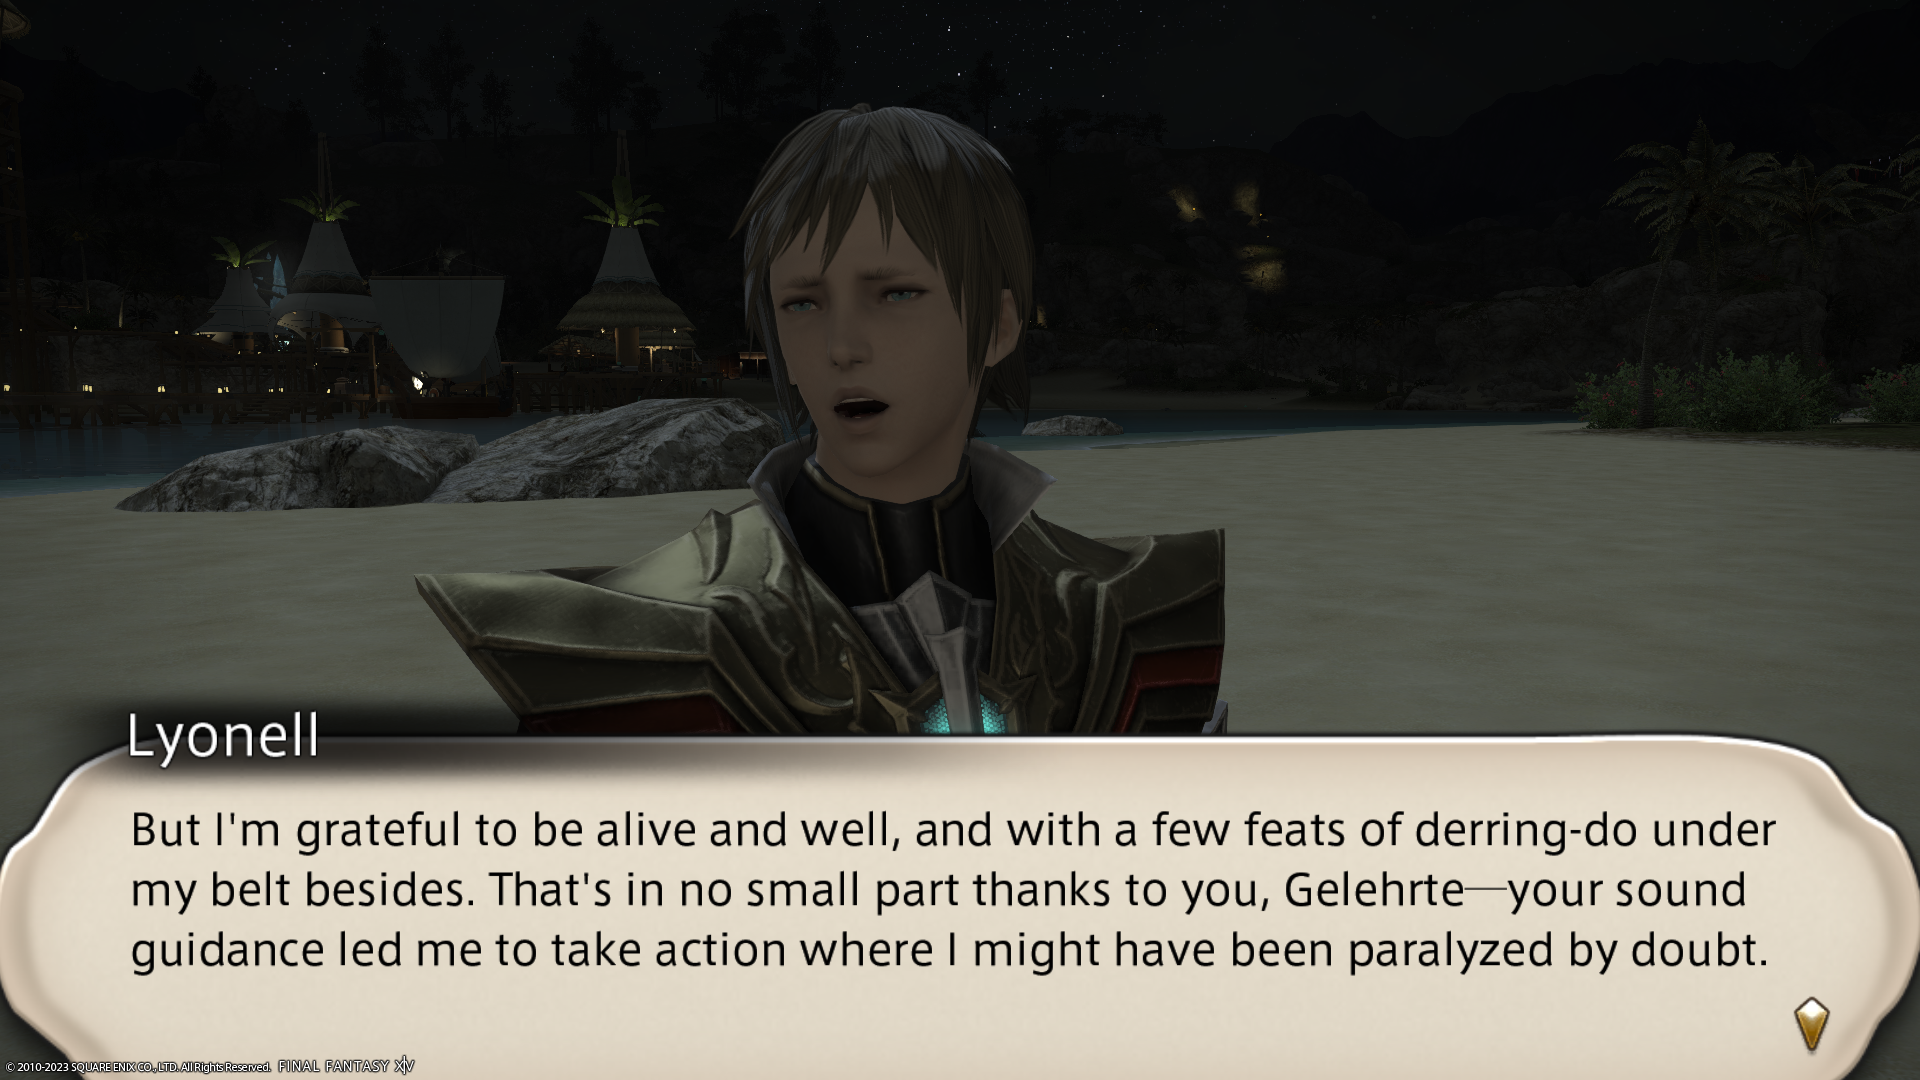 Lyonell
But I'm grateful to be alive and well, and with a few feats of derring-do under
my belt besides. That's in no small part thanks to you, Gelehrte—your sound
guidance led me to take action where I might have been paralyzed by doubt.
© 2010-2023 SQUARE ENIX CO., LTD. All Rights Reserved. FINAL FANTASY XIV